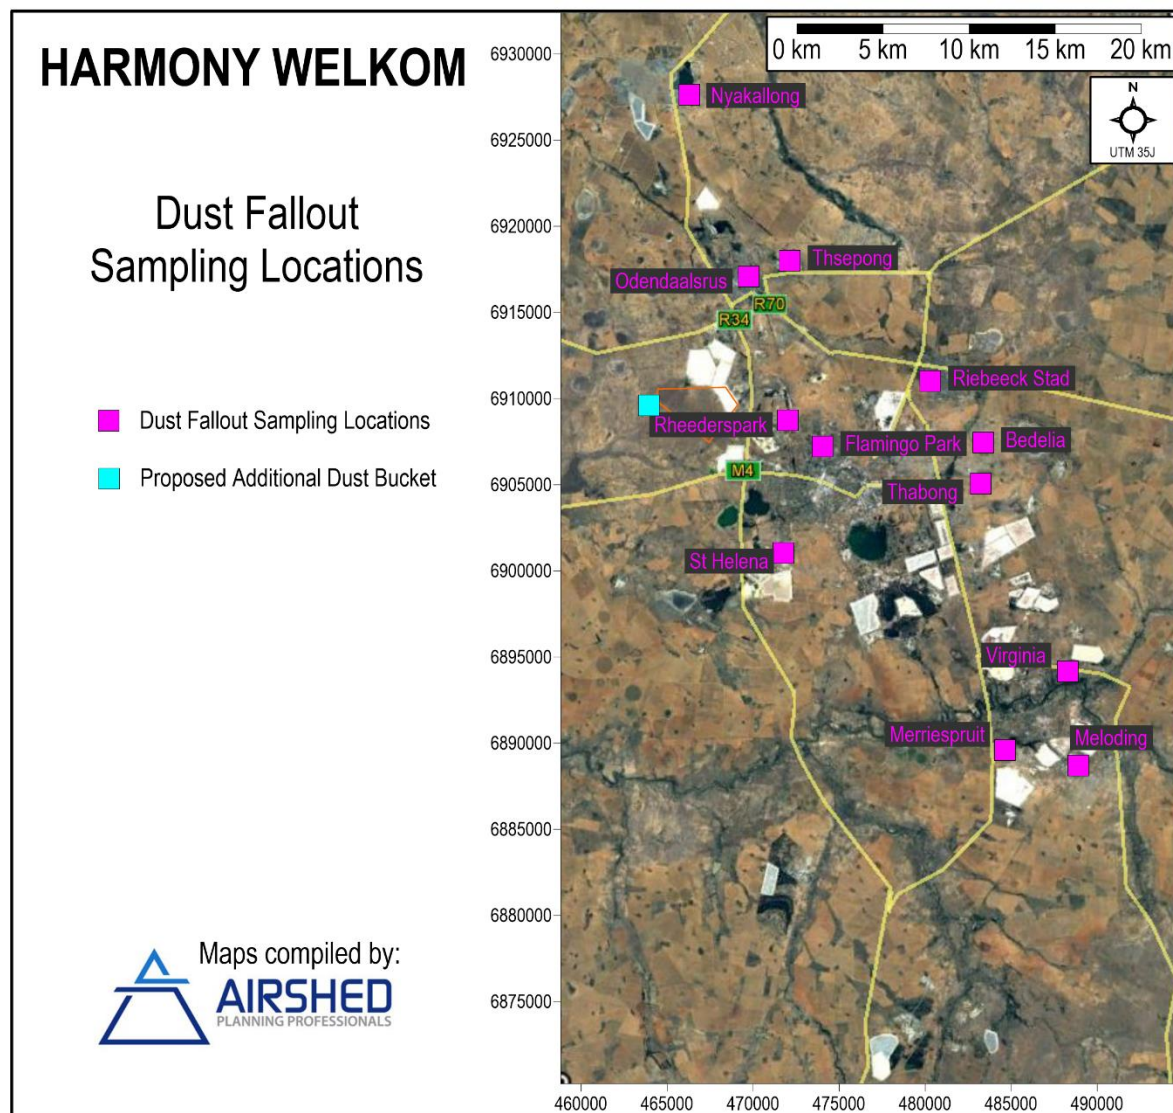 HARMONY WELKOM
Dust Fallout
Sampling Locations
Dust Fallout Sampling Locations
Proposed Additional Dust Bucket
Maps compiled by:
AIRSHED
PLANNING PROFESSIONALS
0 km 5 km 10 km 15 km 20 km
N
UTM 35J
6930000
6925000
6920000
6915000
6910000
6905000
6900000
6895000
6890000
6885000
6880000
6875000
Nyakallong
Thsepong
Odendaalsrus
R70
R34
Riebeeck Stad
Rheederspark
Flamingo Park
Bedelia
M4
Thabong
St Helena
Virginia
Merriespruit
Meloding
460000 465000 470000 475000 480000 485000 490000